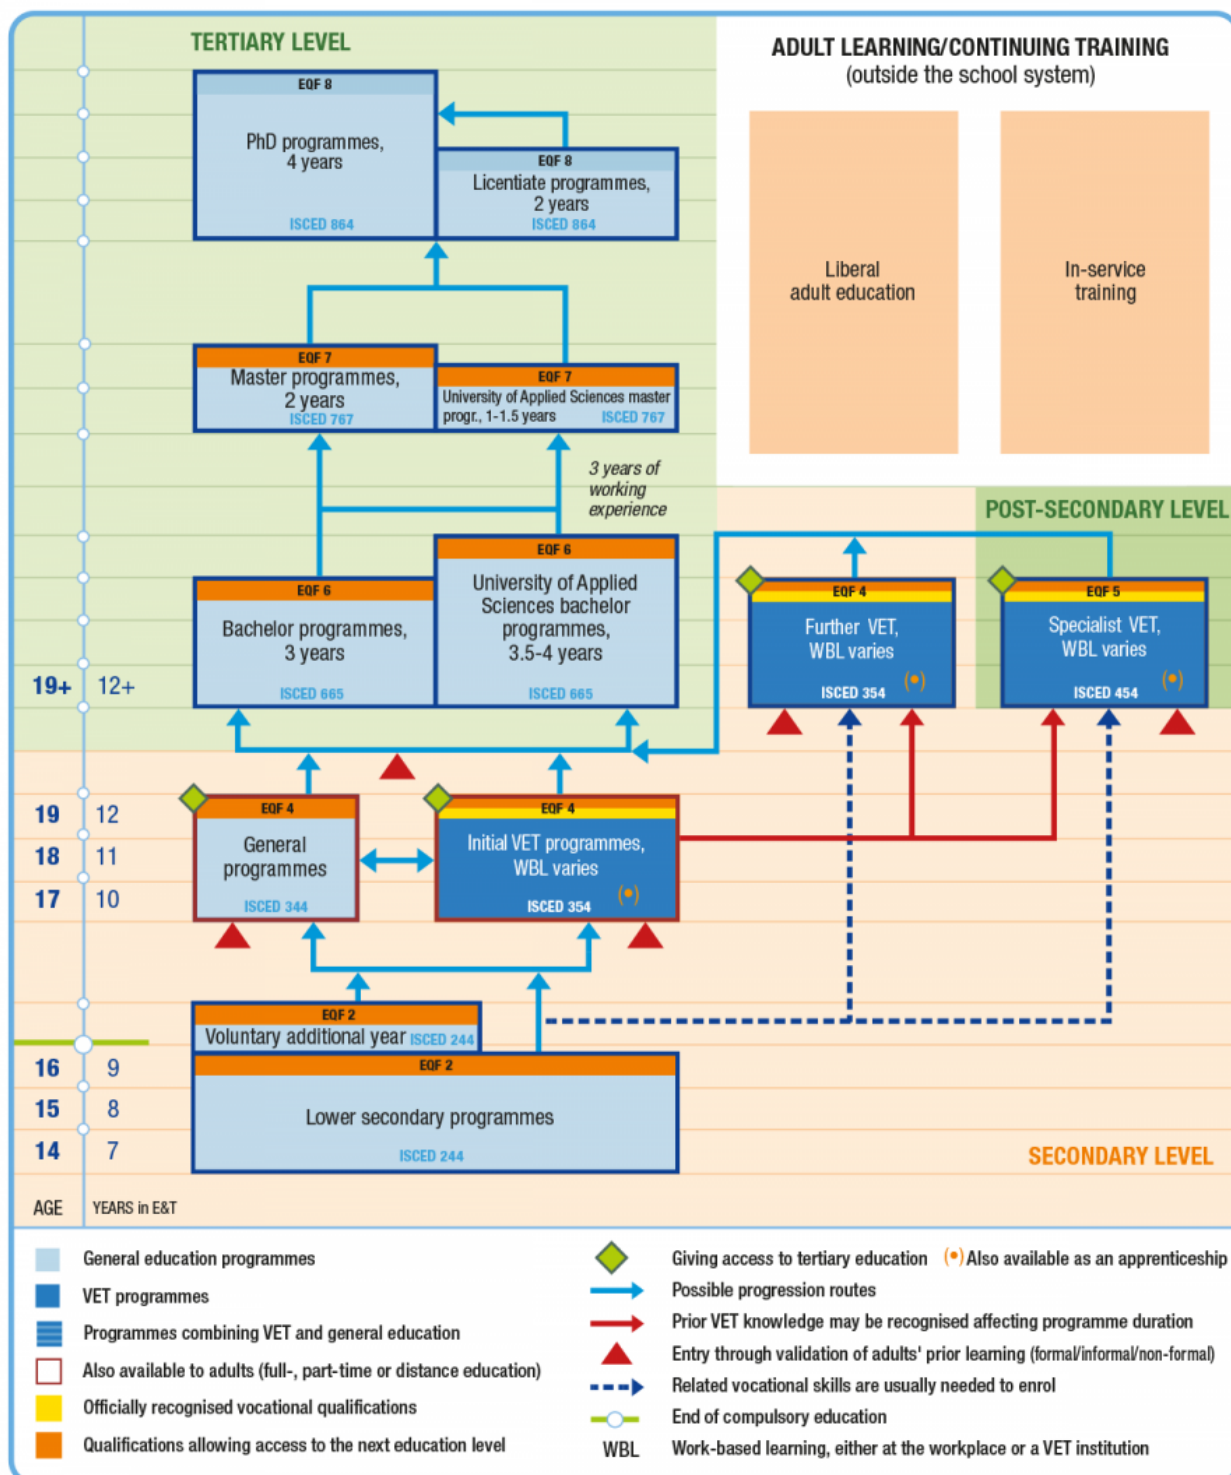 TERTIARY LEVEL
ADULT LEARNING/CONTINUING TRAINING
(outside the school system)
EQF 8
PhD programmes,
4 years
ISCED 864
EQF 8
Licentiate programmes,
2 years
ISCED 864
Liberal
adult education
In-service
training
EQF 7
Master programmes,
2 years
ISCED 767
EQF 7
University of Applied Sciences master
progr., 1-1.5 years ISCED 767
3 years of
working
experience
POST-SECONDARY LEVEL
EQF 6
Bachelor programmes,
3 years
ISCED 665
EQF 6
University of Applied
Sciences bachelor
programmes,
3.5-4 years
ISCED 665
EQF 4
Further VET,
WBL varies
ISCED 354 (•)
EQF 5
Specialist VET,
WBL varies
ISCED 454 (•)
19+ 12+
19 12
18 11
17 10
EQF 4
General
programmes
ISCED 344
EQF 4
Initial VET programmes,
WBL varies
ISCED 354 (•)
EQF 2
Voluntary additional year ISCED 244
EQF 2
Lower secondary programmes
ISCED 244
16 9
15 8
14 7
SECONDARY LEVEL
AGE YEARS in E&T
General education programmes
VET programmes
Programmes combining VET and general education
Also available to adults (full-, part-time or distance education)
Officially recognised vocational qualifications
Qualifications allowing access to the next education level
Giving access to tertiary education (•) Also available as an apprenticeship
Possible progression routes
Prior VET knowledge may be recognised affecting programme duration
Entry through validation of adults' prior learning (formal/informal/non-formal)
Related vocational skills are usually needed to enrol
End of compulsory education
WBL Work-based learning, either at the workplace or a VET institution